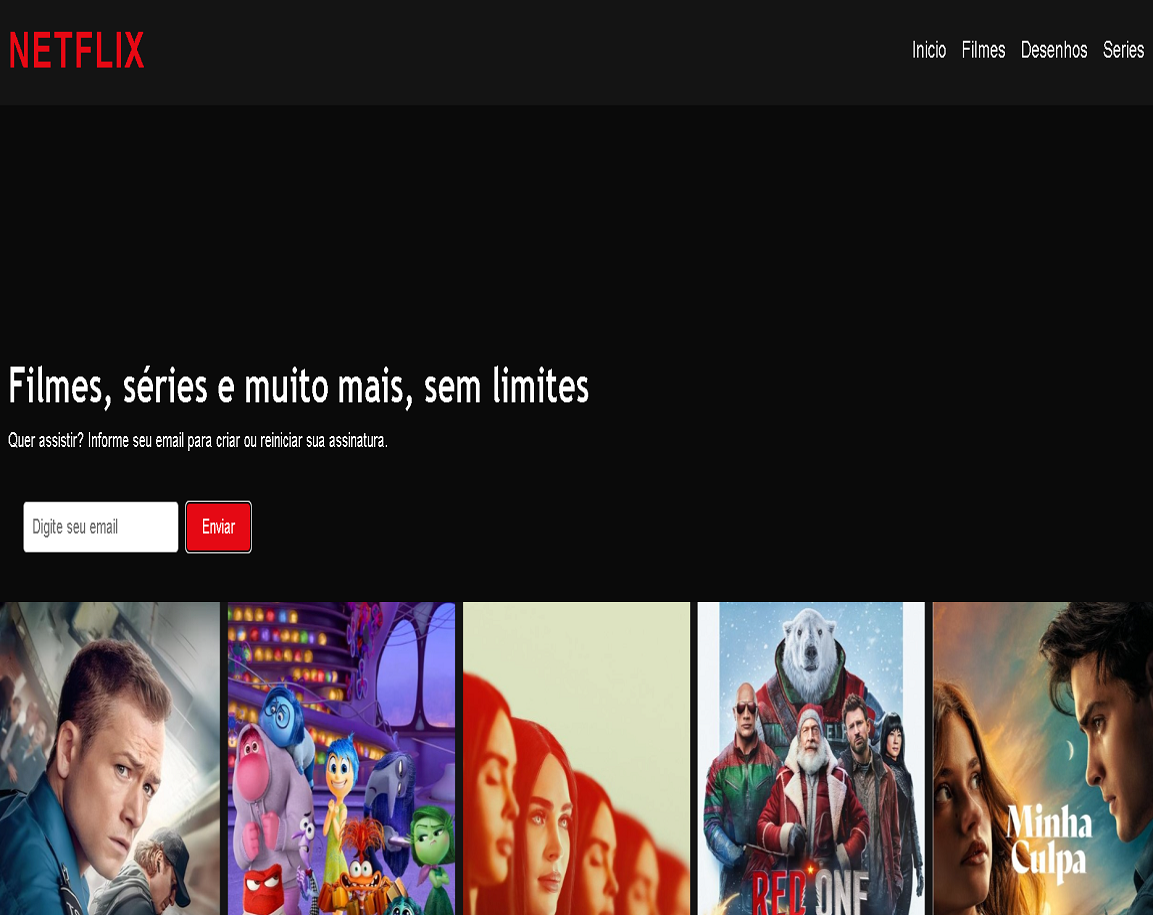 NETFLIX
Inicio Filmes Desenhos Series
Filmes, séries e muito mais, sem limites
Quer assistir? Informe seu email para criar ou reiniciar sua assinatura.
Digite seu email Enviar
RED ONE
Minha
Culpa